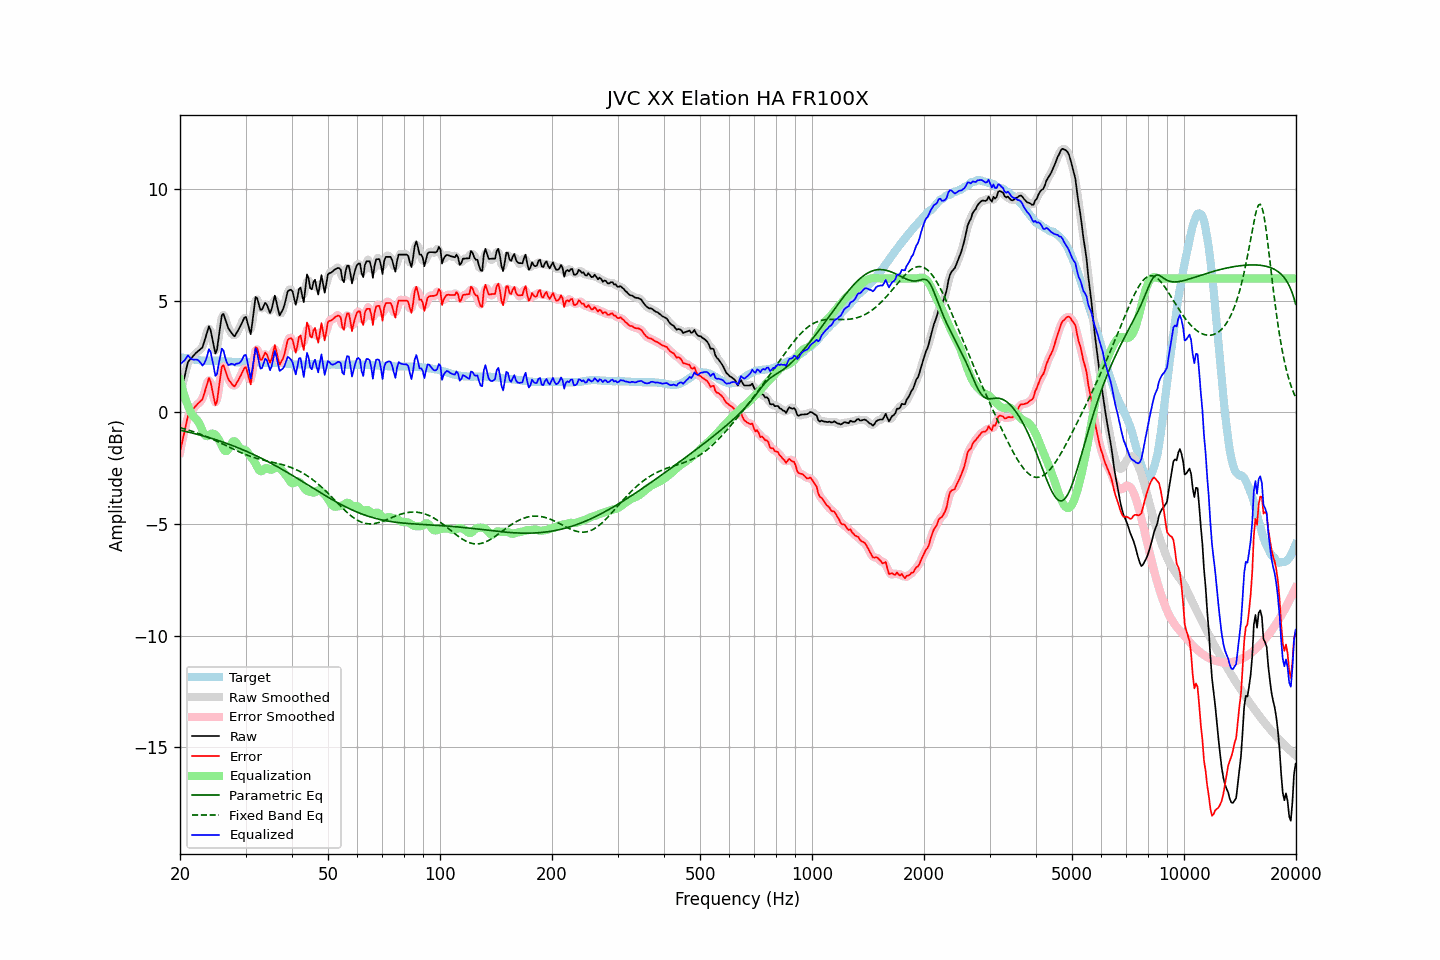 JVC XX Elation HA FR100X
10
5
0
−5
−10
−15
Amplitude (dBr)
Target
Raw Smoothed
Error Smoothed
Raw
Error
Equalization
Parametric Eq
Fixed Band Eq
Equalized
20 50 100 200 500 1000 2000 5000 10000 20000
Frequency (Hz)